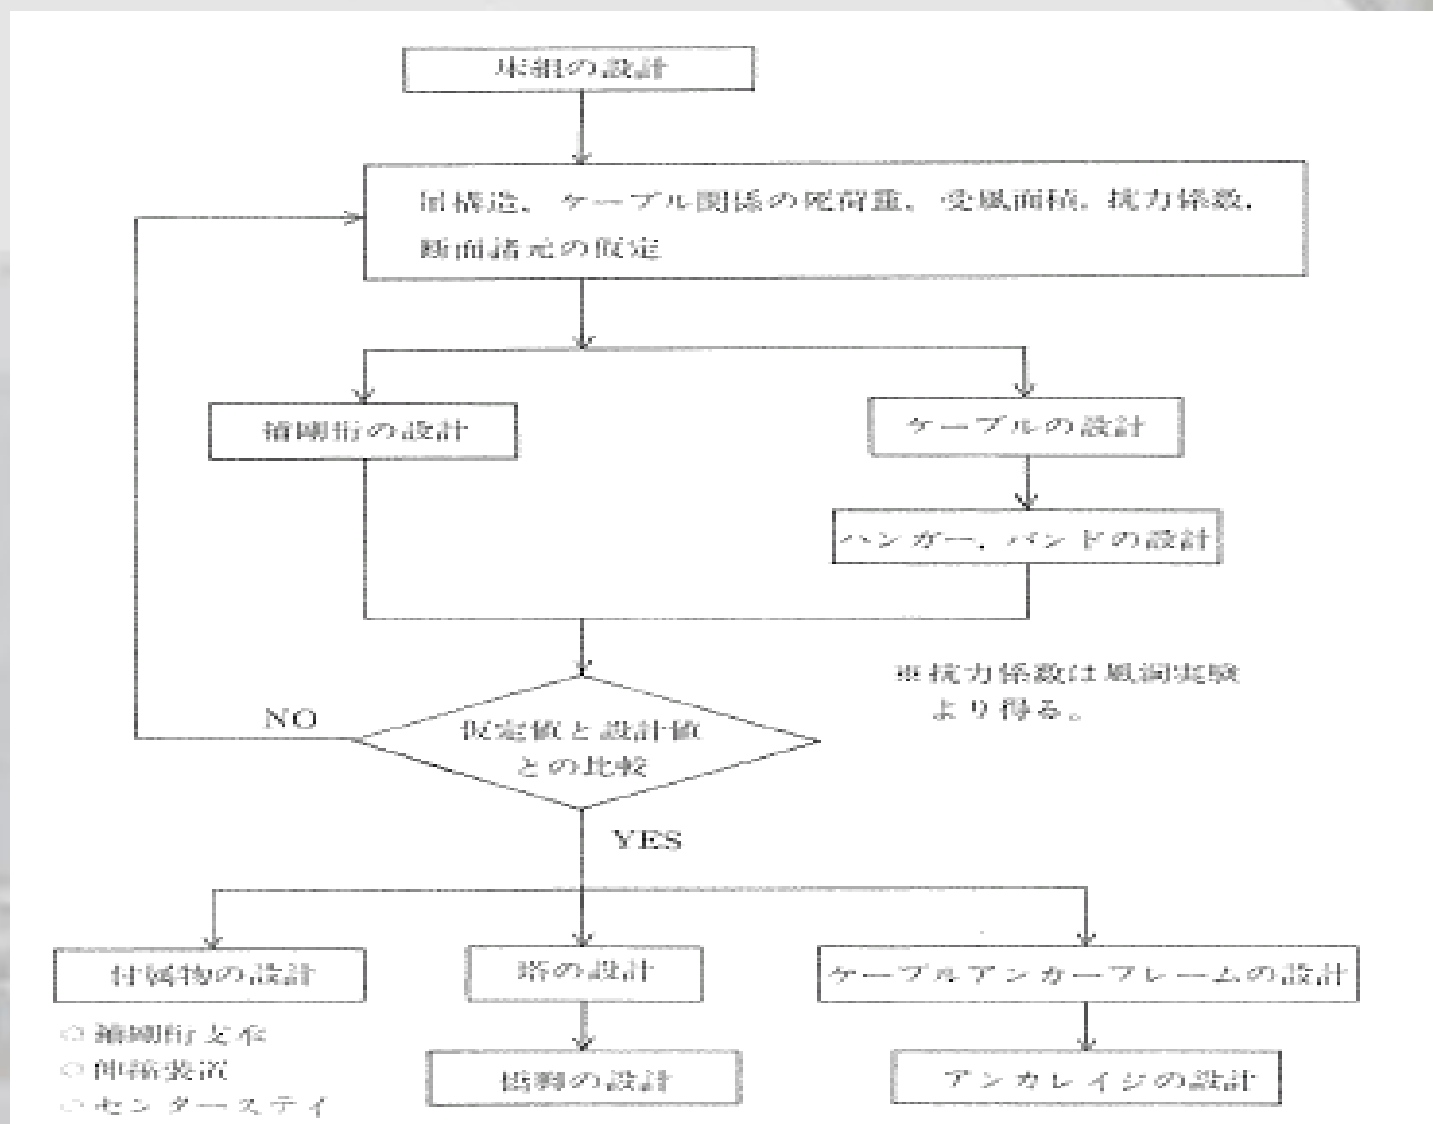 床組の設計
吊構造、ケーブル関係の死荷重、受風面積、抗力係数、
断面諸元の仮定
補剛桁の設計
ケーブルの設計
ハンガー、バンドの設計
※抗力係数は風洞実験
より得る。
NO
仮定値と設計値
との比較
YES
付属物の設計
塔の設計
ケーブルアンカーフレームの設計
○補剛桁支承
○伸縮装置
○センターステイ
橋脚の設計
アンカレイジの設計